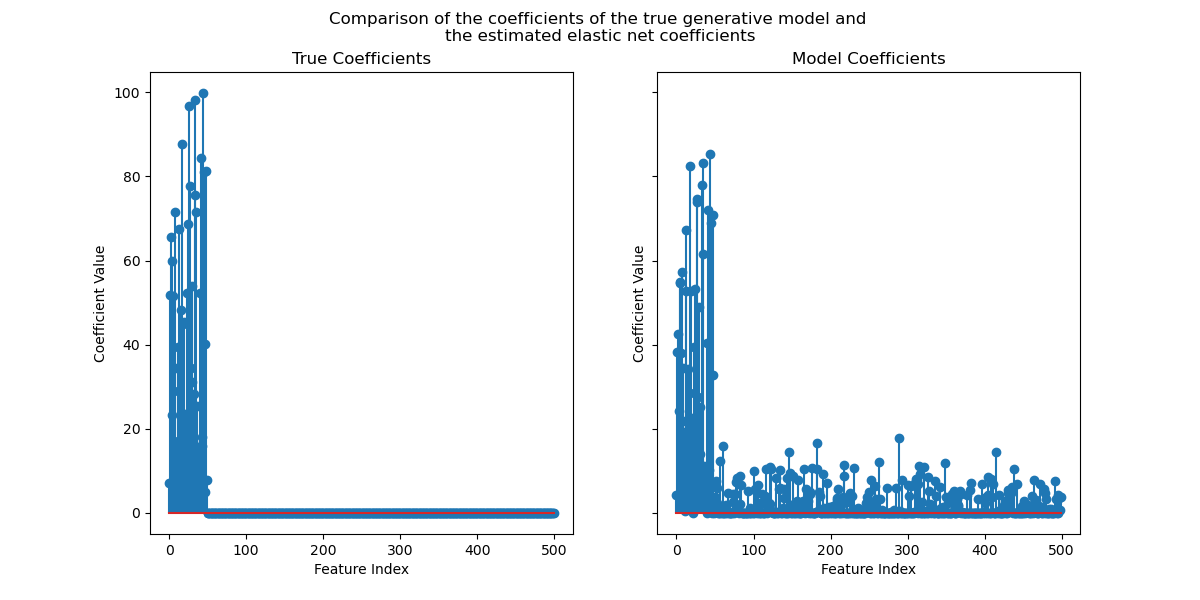 Comparison of the coefficients of the true generative model and
the estimated elastic net coefficients
True Coefficients
Model Coefficients
100
80
60
40
20
0
Coefficient Value
Coefficient Value
0 100 200 300 400 500
0 100 200 300 400 500
Feature Index
Feature Index